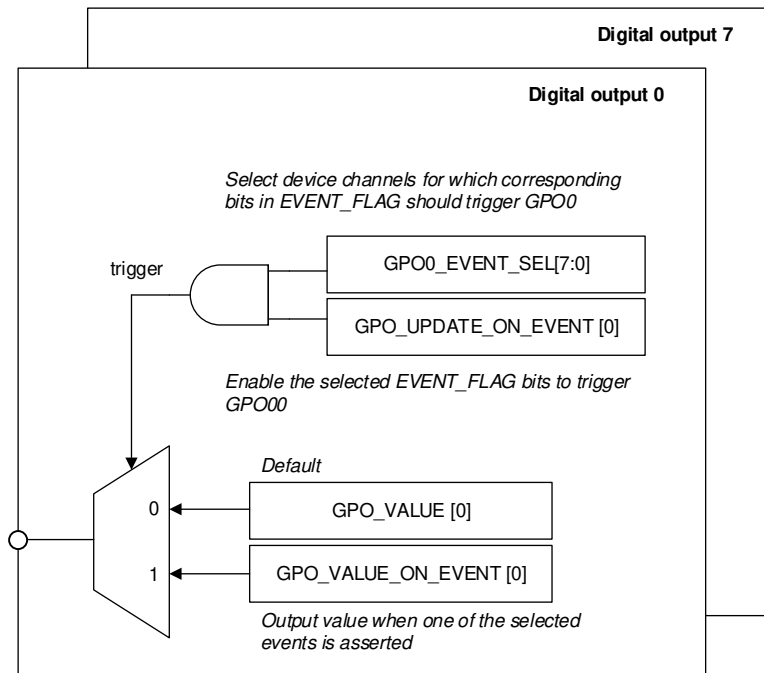 Digital output 7
Digital output 0
Select device channels for which corresponding
bits in EVENT_FLAG should trigger GPO0
trigger
GPO0_EVENT_SEL[7:0]
GPO_UPDATE_ON_EVENT [0]
Enable the selected EVENT_FLAG bits to trigger
GPO00
Default
0
GPO_VALUE [0]
1
GPO_VALUE_ON_EVENT [0]
Output value when one of the selected
events is asserted